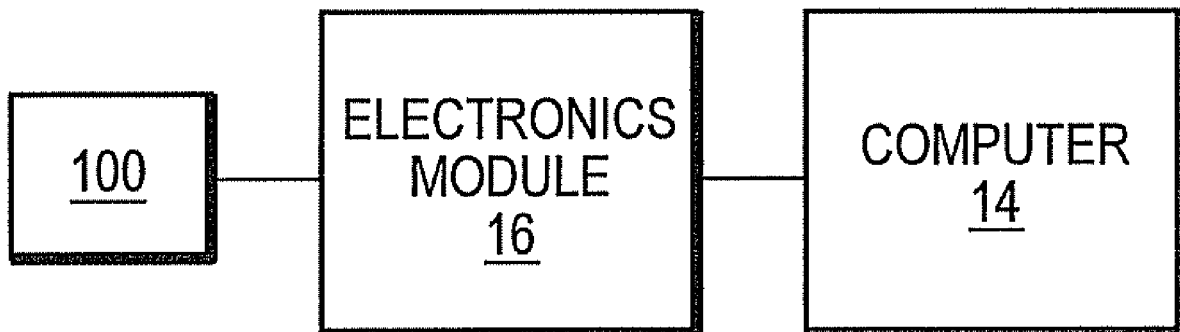 100
ELECTRONICS
MODULE
16
COMPUTER
14